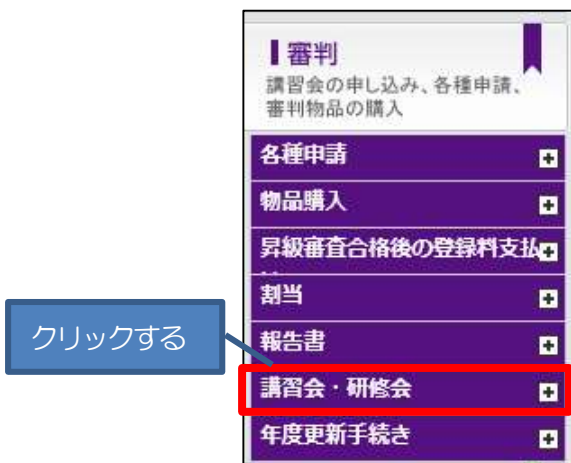 審判
講習会の申し込み、各種申請、
審判物品の購入
各種申請
物品購入
昇級審査合格後の登録料支払
割当
クリックする
報告書
講習会・研修会
年度更新手続き